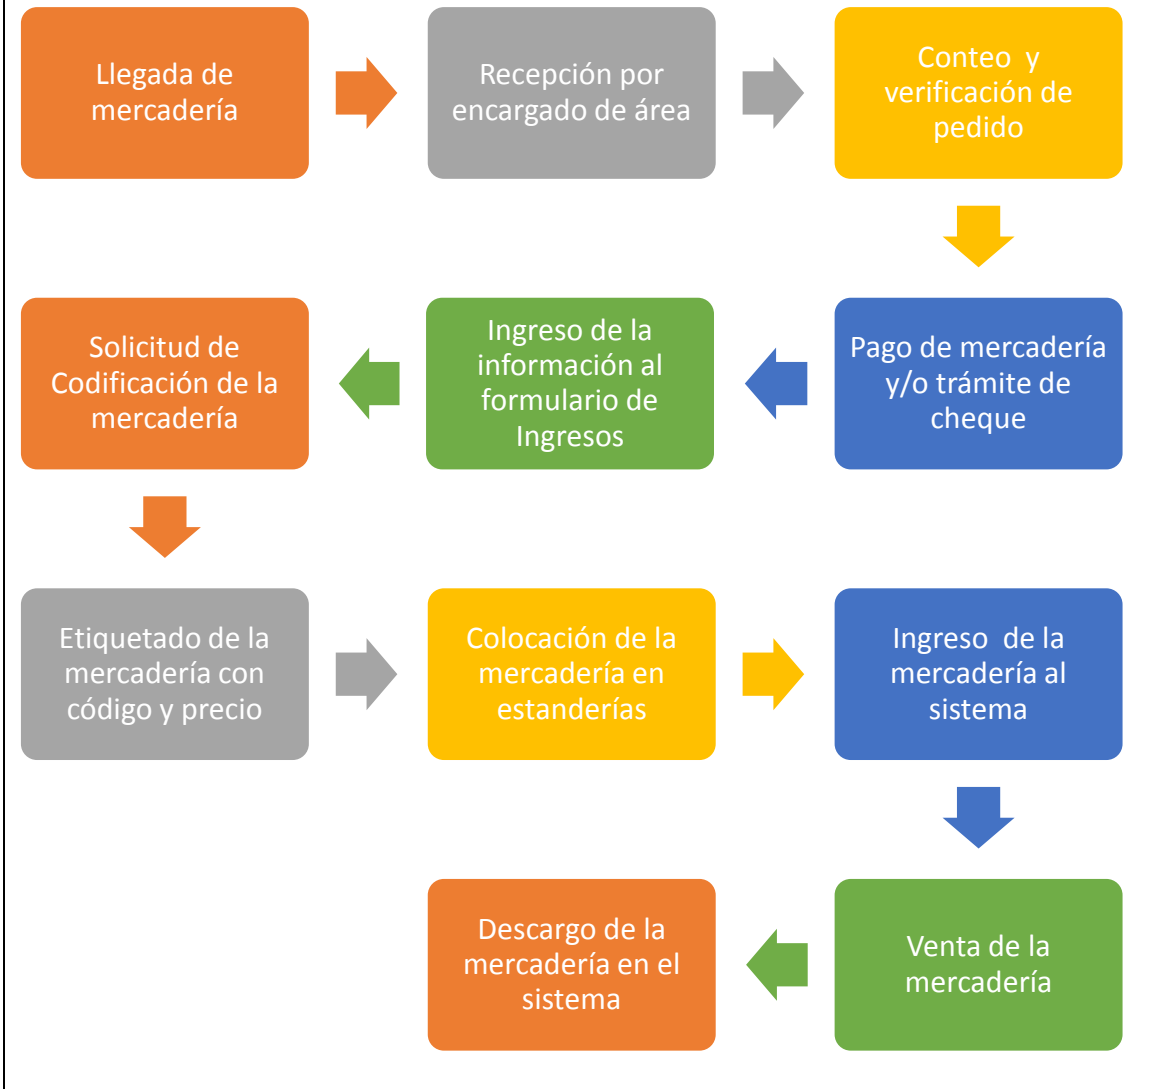 Llegada de
mercadería
Recepción por
encargado de área
Conteo y
verificación de
pedido
Pago de mercadería
y/o trámite de
cheque
Ingreso de la
información al
formulario de
Ingresos
Solicitud de
Codificación de la
mercadería
Etiquetado de la
mercadería con
código y precio
Colocación de la
mercadería en
estanderías
Ingreso de la
mercadería al
sistema
Venta de la
mercadería
Descargo de la
mercadería en el
sistema